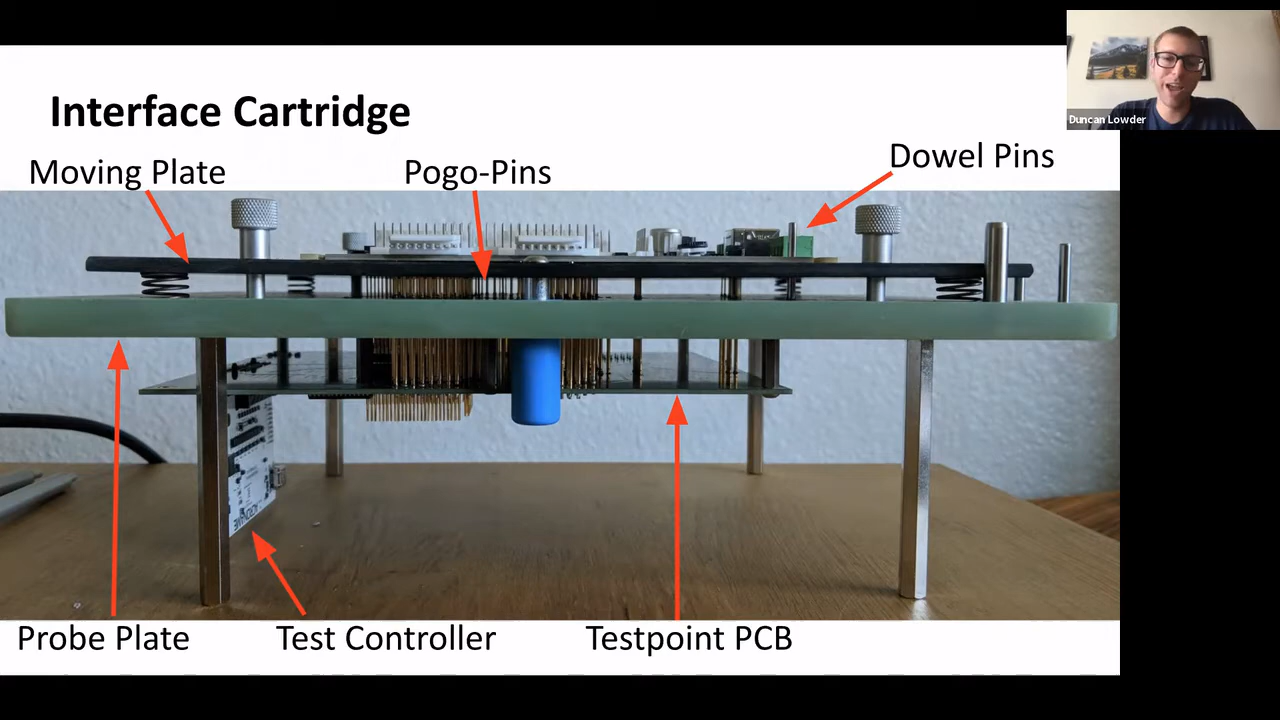 Interface Cartridge
Duncan Lowder
Moving Plate
Pogo-Pins
Dowel Pins
Probe Plate
Test Controller
Testpoint PCB